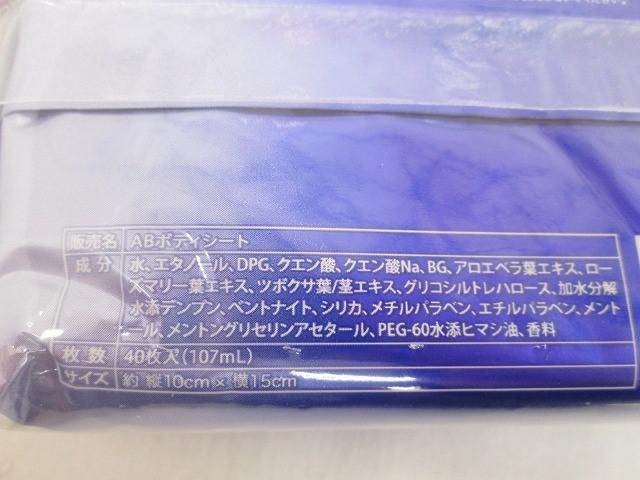 販売名 ABボディシート
成分 水、エタノール、DPG、クエン酸、クエン酸Na、BG、アロエベラ葉エキス、ロー
ズマリー葉エキス、ツボクサ葉/茎エキス、グリコシルトレハロース、加水分解
水添デンプン、ベントナイト、シリカ、メチルパラベン、エチルパラベン、メント
ール、メントングリセリンアセタール、PEG-60水添ヒマシ油、香料
枚数 40枚入(107mL)
サイズ 約 縦10cm×横15cm